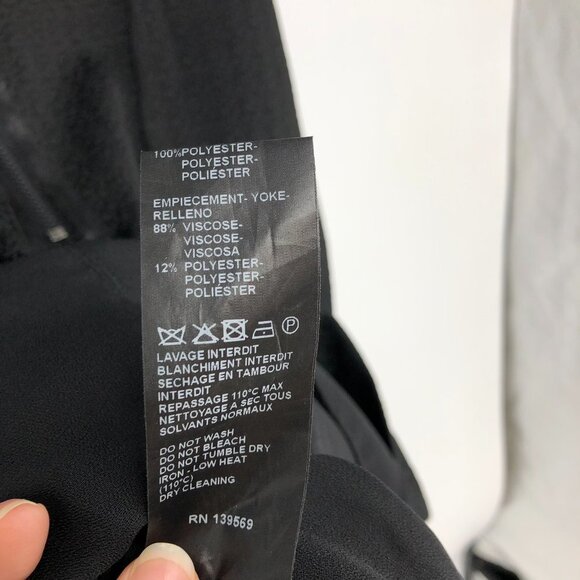 100%POLYESTER-
POLYESTER-
POLIÉSTER
EMPIECEMENT- YOKE-
RELLENO
88% VISCOSE-
VISCOSE-
VISCOSA
12% POLYESTER-
POLYESTER-
POLIÉSTER
P
LAVAGE INTERDIT
BLANCHIMENT INTERDIT
SECHAGE EN TAMBOUR
INTERDIT
REPASSAGE 110°C MAX
NETTOYAGE A SEC TOUS
SOLVANTS NORMAUX
DO NOT WASH
DO NOT BLEACH
DO NOT TUMBLE DRY
IRON - LOW HEAT
(110°C)
DRY CLEANING
RN 139569